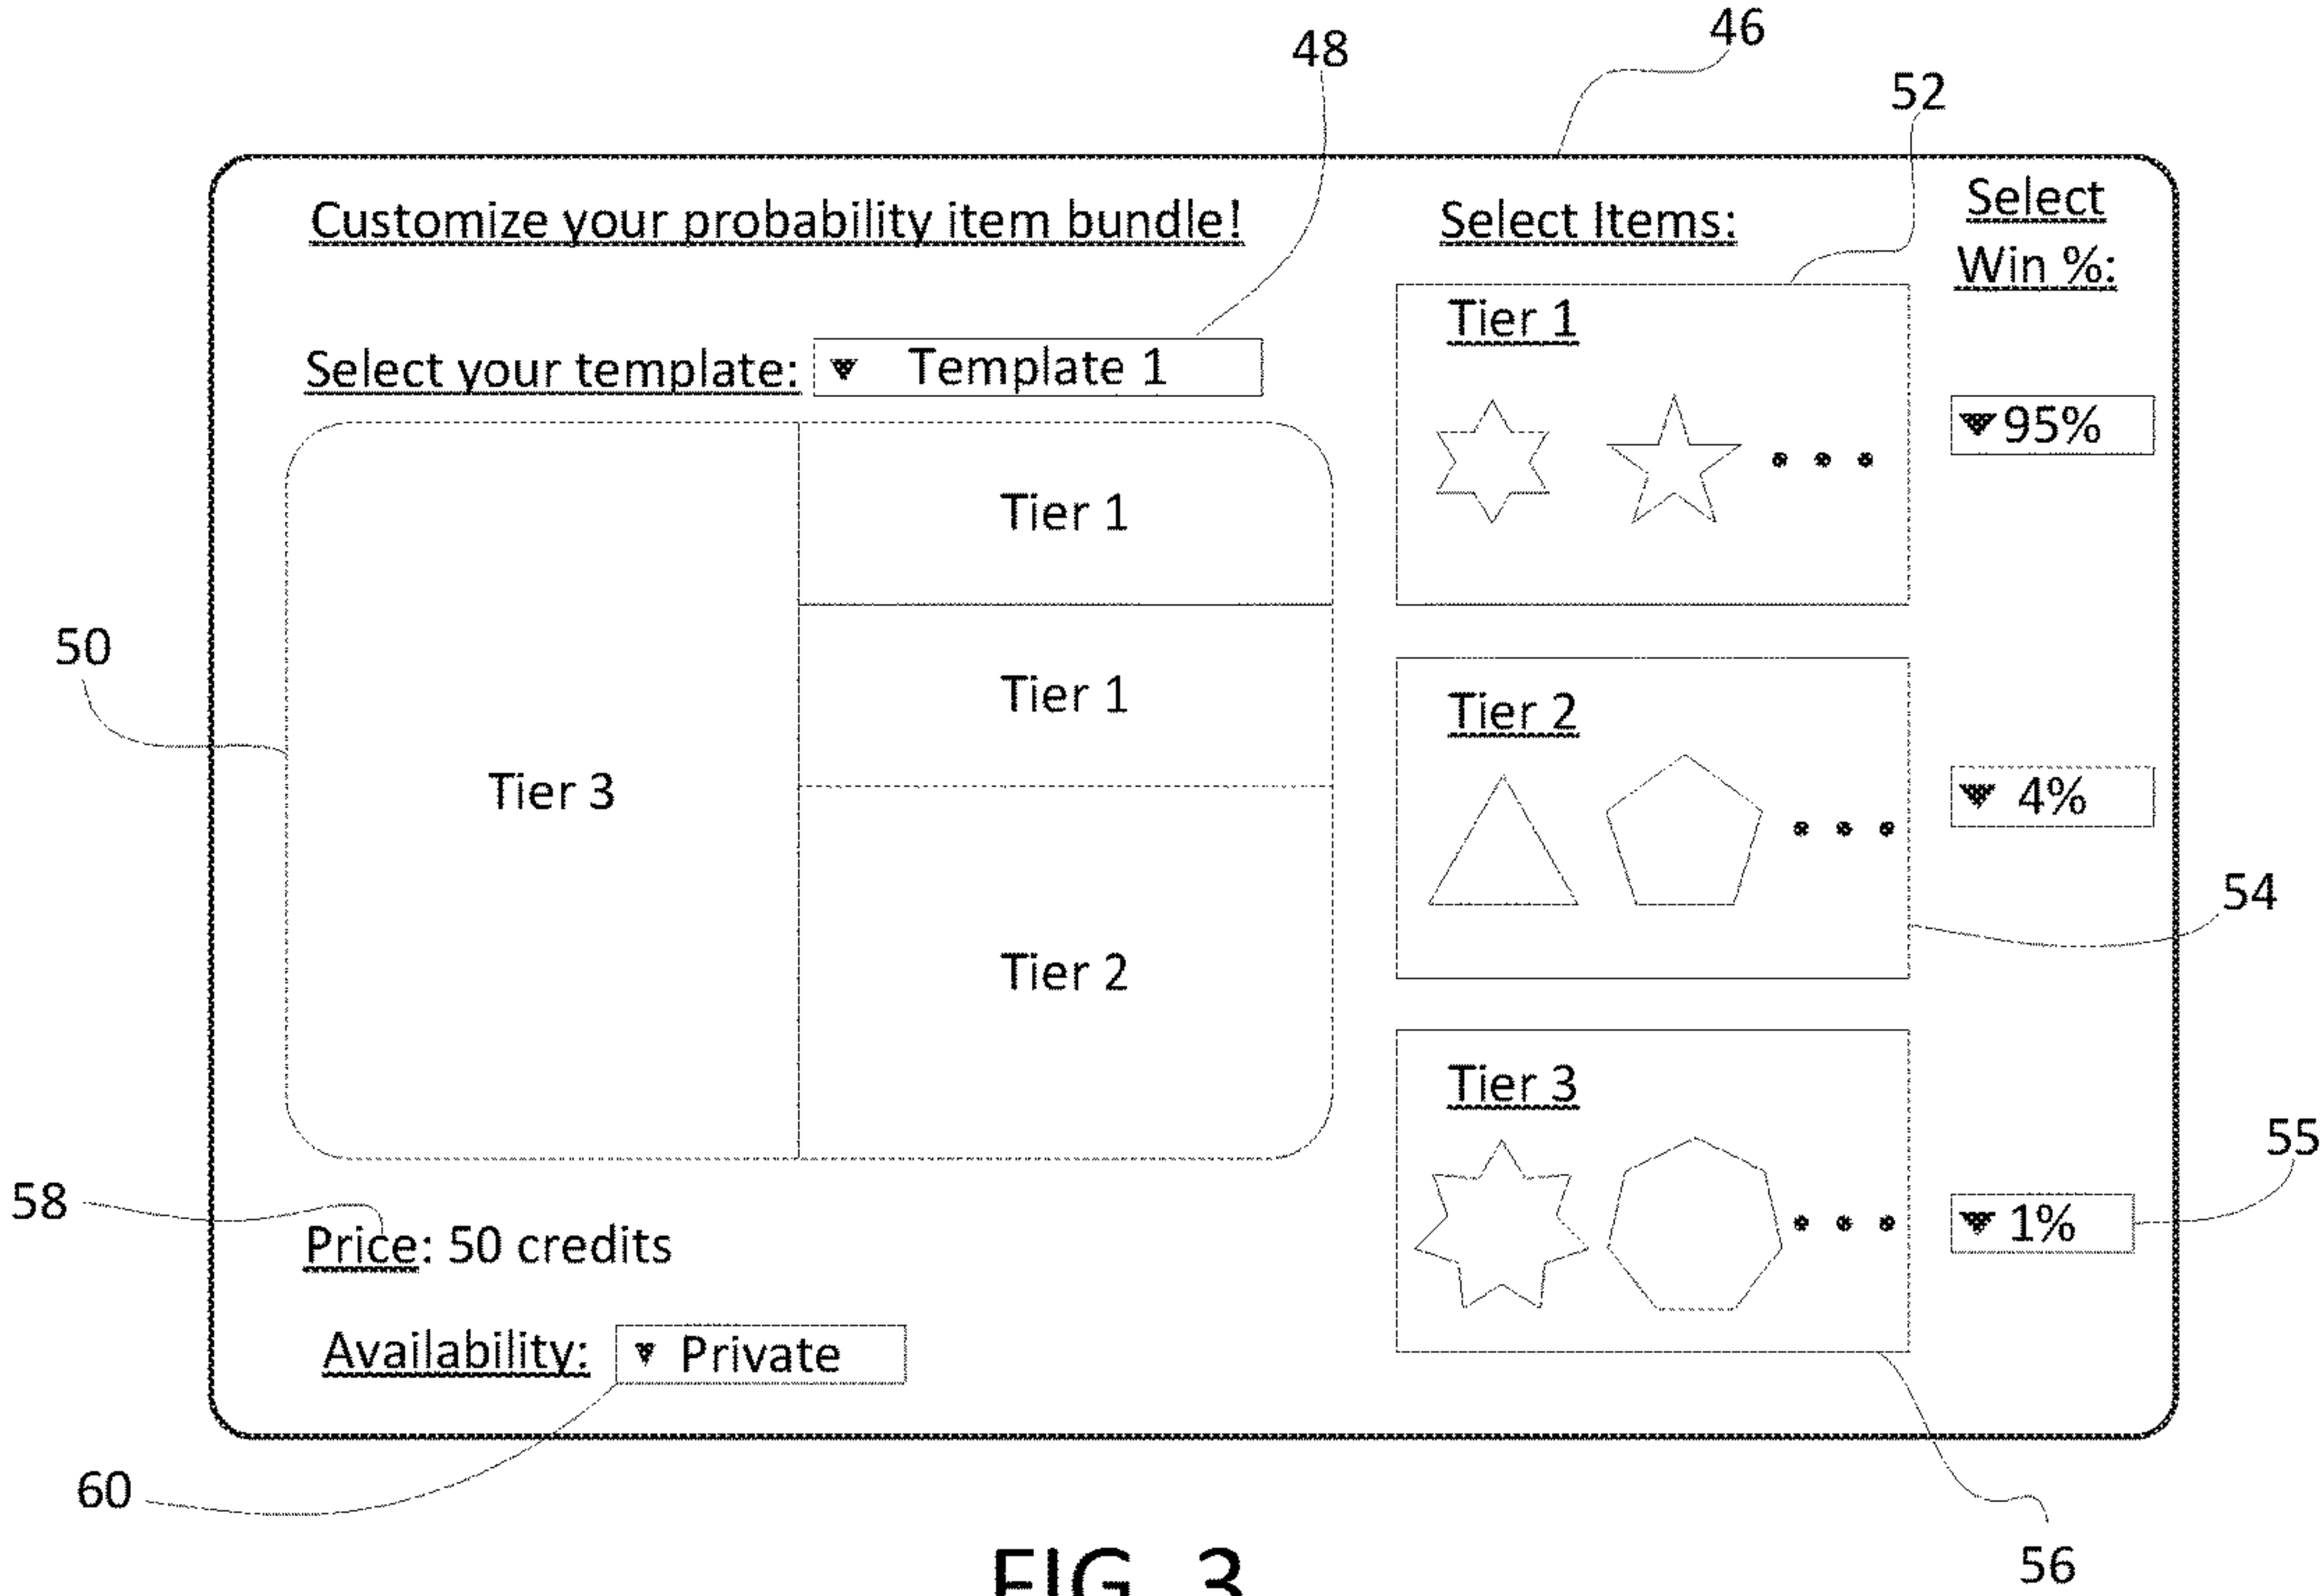 46
48
52
Customize your probability item bundle!
Select Items:
Select
Win %:
Select your template:
Template 1
Tier 1
95%
Tier 1
50
Tier 1
Tier 3
Tier 2
Tier 2
4%
54
Tier 3
55
1%
58
Price: 50 credits
Availability:
Private
60
56
FIG. 3